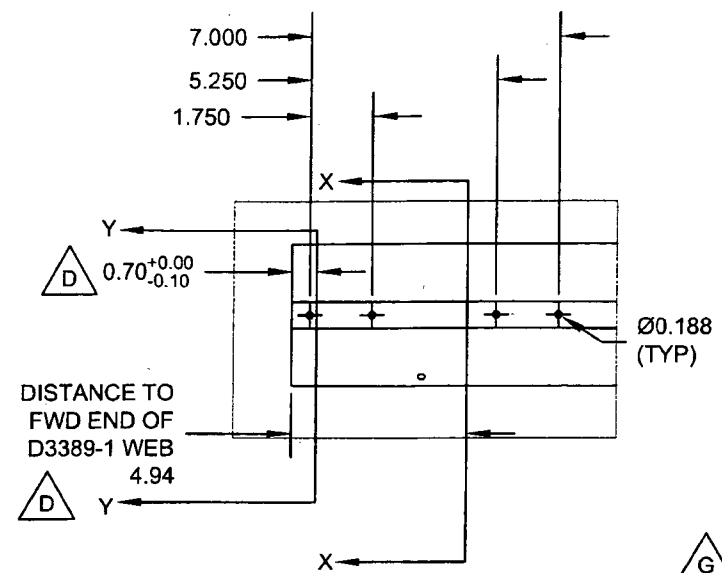 7.000
5.250
1.750
X
Y
D 0.70 +0.00
-0.10
Ø0.188
(TYP)
DISTANCE TO
FWD END OF
D3389-1 WEB
4.94
D Y
X
G